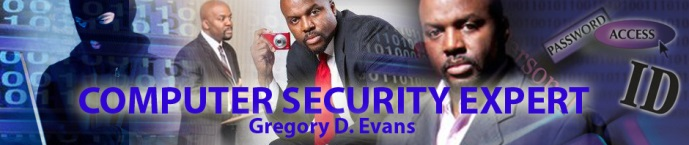 PASSWORD
ACCESS
ID
COMPUTER SECURITY EXPERT
Gregory D. Evans